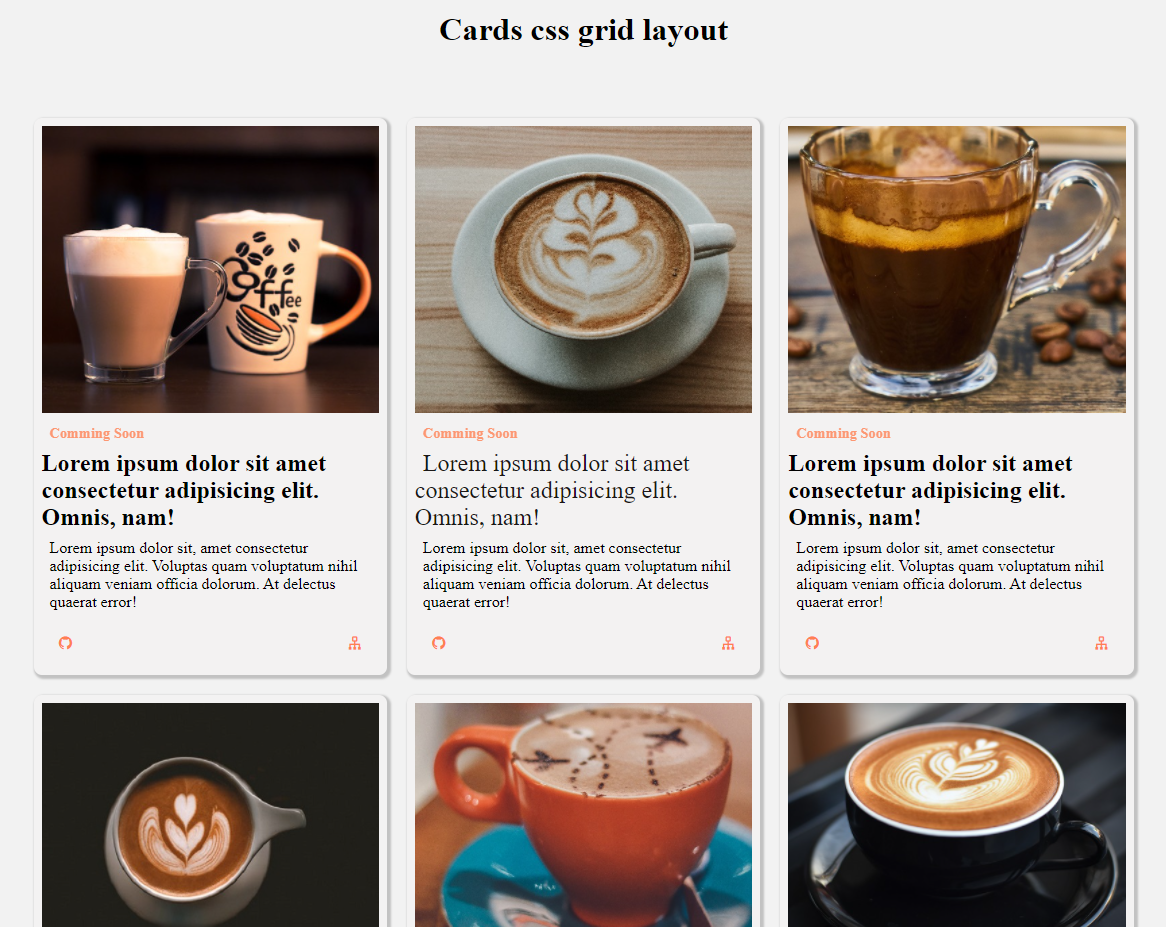 Cards css grid layout
Coffee
Comming Soon
Lorem ipsum dolor sit amet
consectetur adipisicing elit.
Omnis, nam!
Lorem ipsum dolor sit, amet consectetur
adipisicing elit. Voluptas quam voluptatum nihil
aliquam veniam officia dolorum. At delectus
quaerat error!
Comming Soon
Lorem ipsum dolor sit amet
consectetur adipisicing elit.
Omnis, nam!
Lorem ipsum dolor sit, amet consectetur
adipisicing elit. Voluptas quam voluptatum nihil
aliquam veniam officia dolorum. At delectus
quaerat error!
Comming Soon
Lorem ipsum dolor sit amet
consectetur adipisicing elit.
Omnis, nam!
Lorem ipsum dolor sit, amet consectetur
adipisicing elit. Voluptas quam voluptatum nihil
aliquam veniam officia dolorum. At delectus
quaerat error!